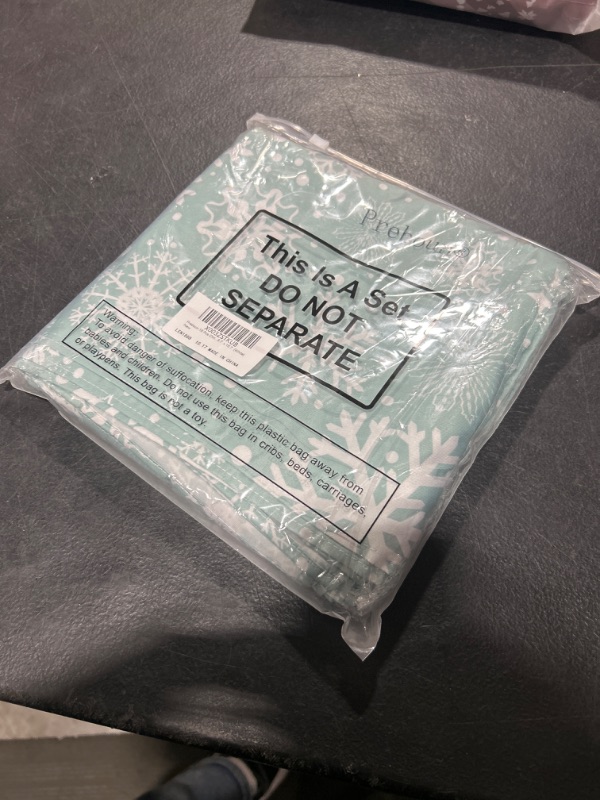 This Is A Set
DO NOT
SEPARATE
Warning:
To avoid danger of suffocation, keep this plastic bag away from
babies and children. Do not use this bag in cribs, beds, carriages,
or playpens. This bag is not a toy.